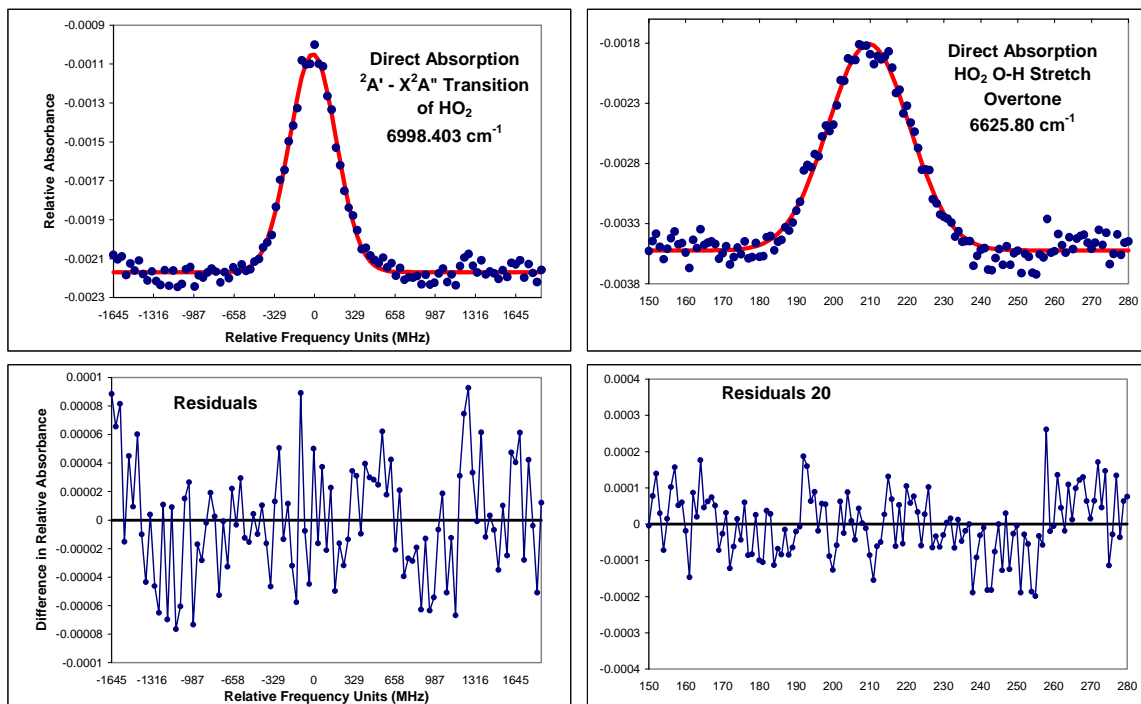 -0.0009
-0.0011
-0.0013
-0.0015
-0.0017
-0.0019
-0.0021
-0.0023
Relative Absorbance
Direct Absorption
²A' - X²A" Transition
of HO₂
6998.403 cm⁻¹
-1645 -1316 -987 -658 -329 0 329 658 987 1316 1645
Relative Frequency Units (MHz)
-0.0018
-0.0023
-0.0028
-0.0033
-0.0038
Direct Absorption
HO₂ O-H Stretch
Overtone
6625.80 cm⁻¹
150 160 170 180 190 200 210 220 230 240 250 260 270 280
0.0001
0.00008
0.00006
0.00004
0.00002
0
-0.00002
-0.00004
-0.00006
-0.00008
-0.0001
Difference in Relative Absorbance
Residuals
-1645 -1316 -987 -658 -329 0 329 658 987 1316 1645
Relative Frequency Units (MHz)
0.0004
0.0003
0.0002
0.0001
0
-0.0001
-0.0002
-0.0003
-0.0004
Residuals 20
150 160 170 180 190 200 210 220 230 240 250 260 270 280